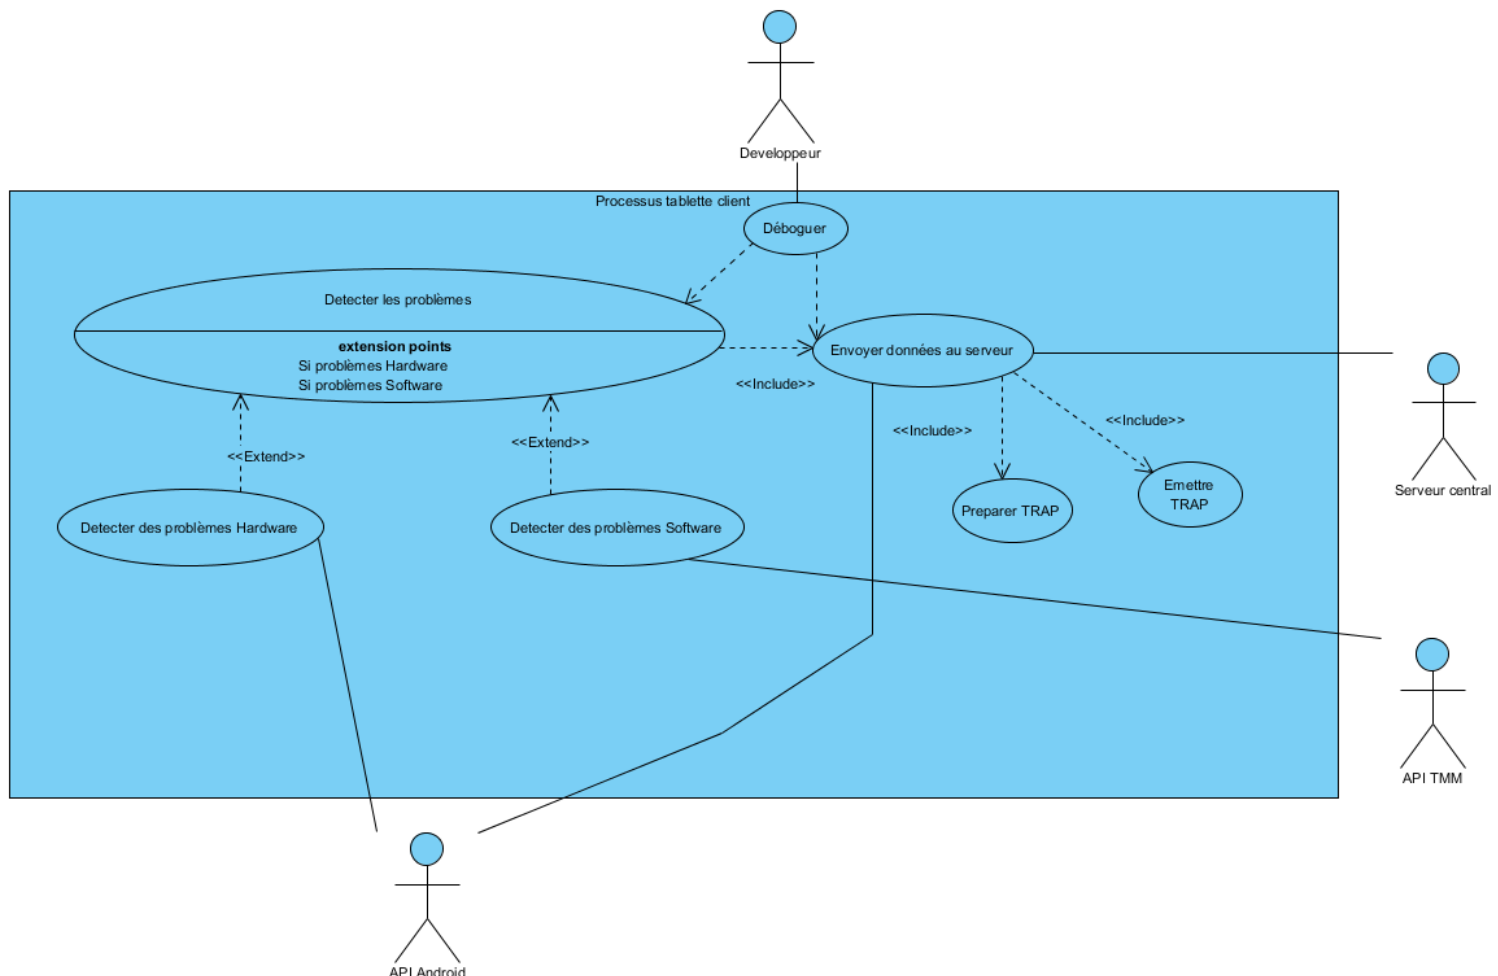 Developpeur
Processus tablette client
Déboguer
Detecter les problèmes
extension points
Si problèmes Hardware
Si problèmes Software
Envoyer données au serveur
<<Include>>
<<Include>>
<<Include>>
<<Extend>>
<<Extend>>
Serveur central
Detecter des problèmes Hardware
Detecter des problèmes Software
Preparer TRAP
Emettre
TRAP
API TMM
API Android